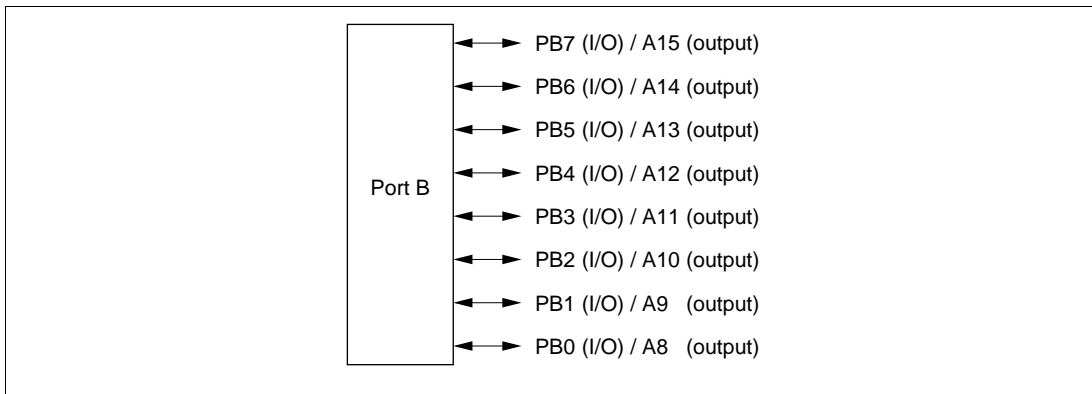 PB7 (I/O) / A15 (output)
PB6 (I/O) / A14 (output)
PB5 (I/O) / A13 (output)
PB4 (I/O) / A12 (output)
Port B
PB3 (I/O) / A11 (output)
PB2 (I/O) / A10 (output)
PB1 (I/O) / A9 (output)
PB0 (I/O) / A8 (output)